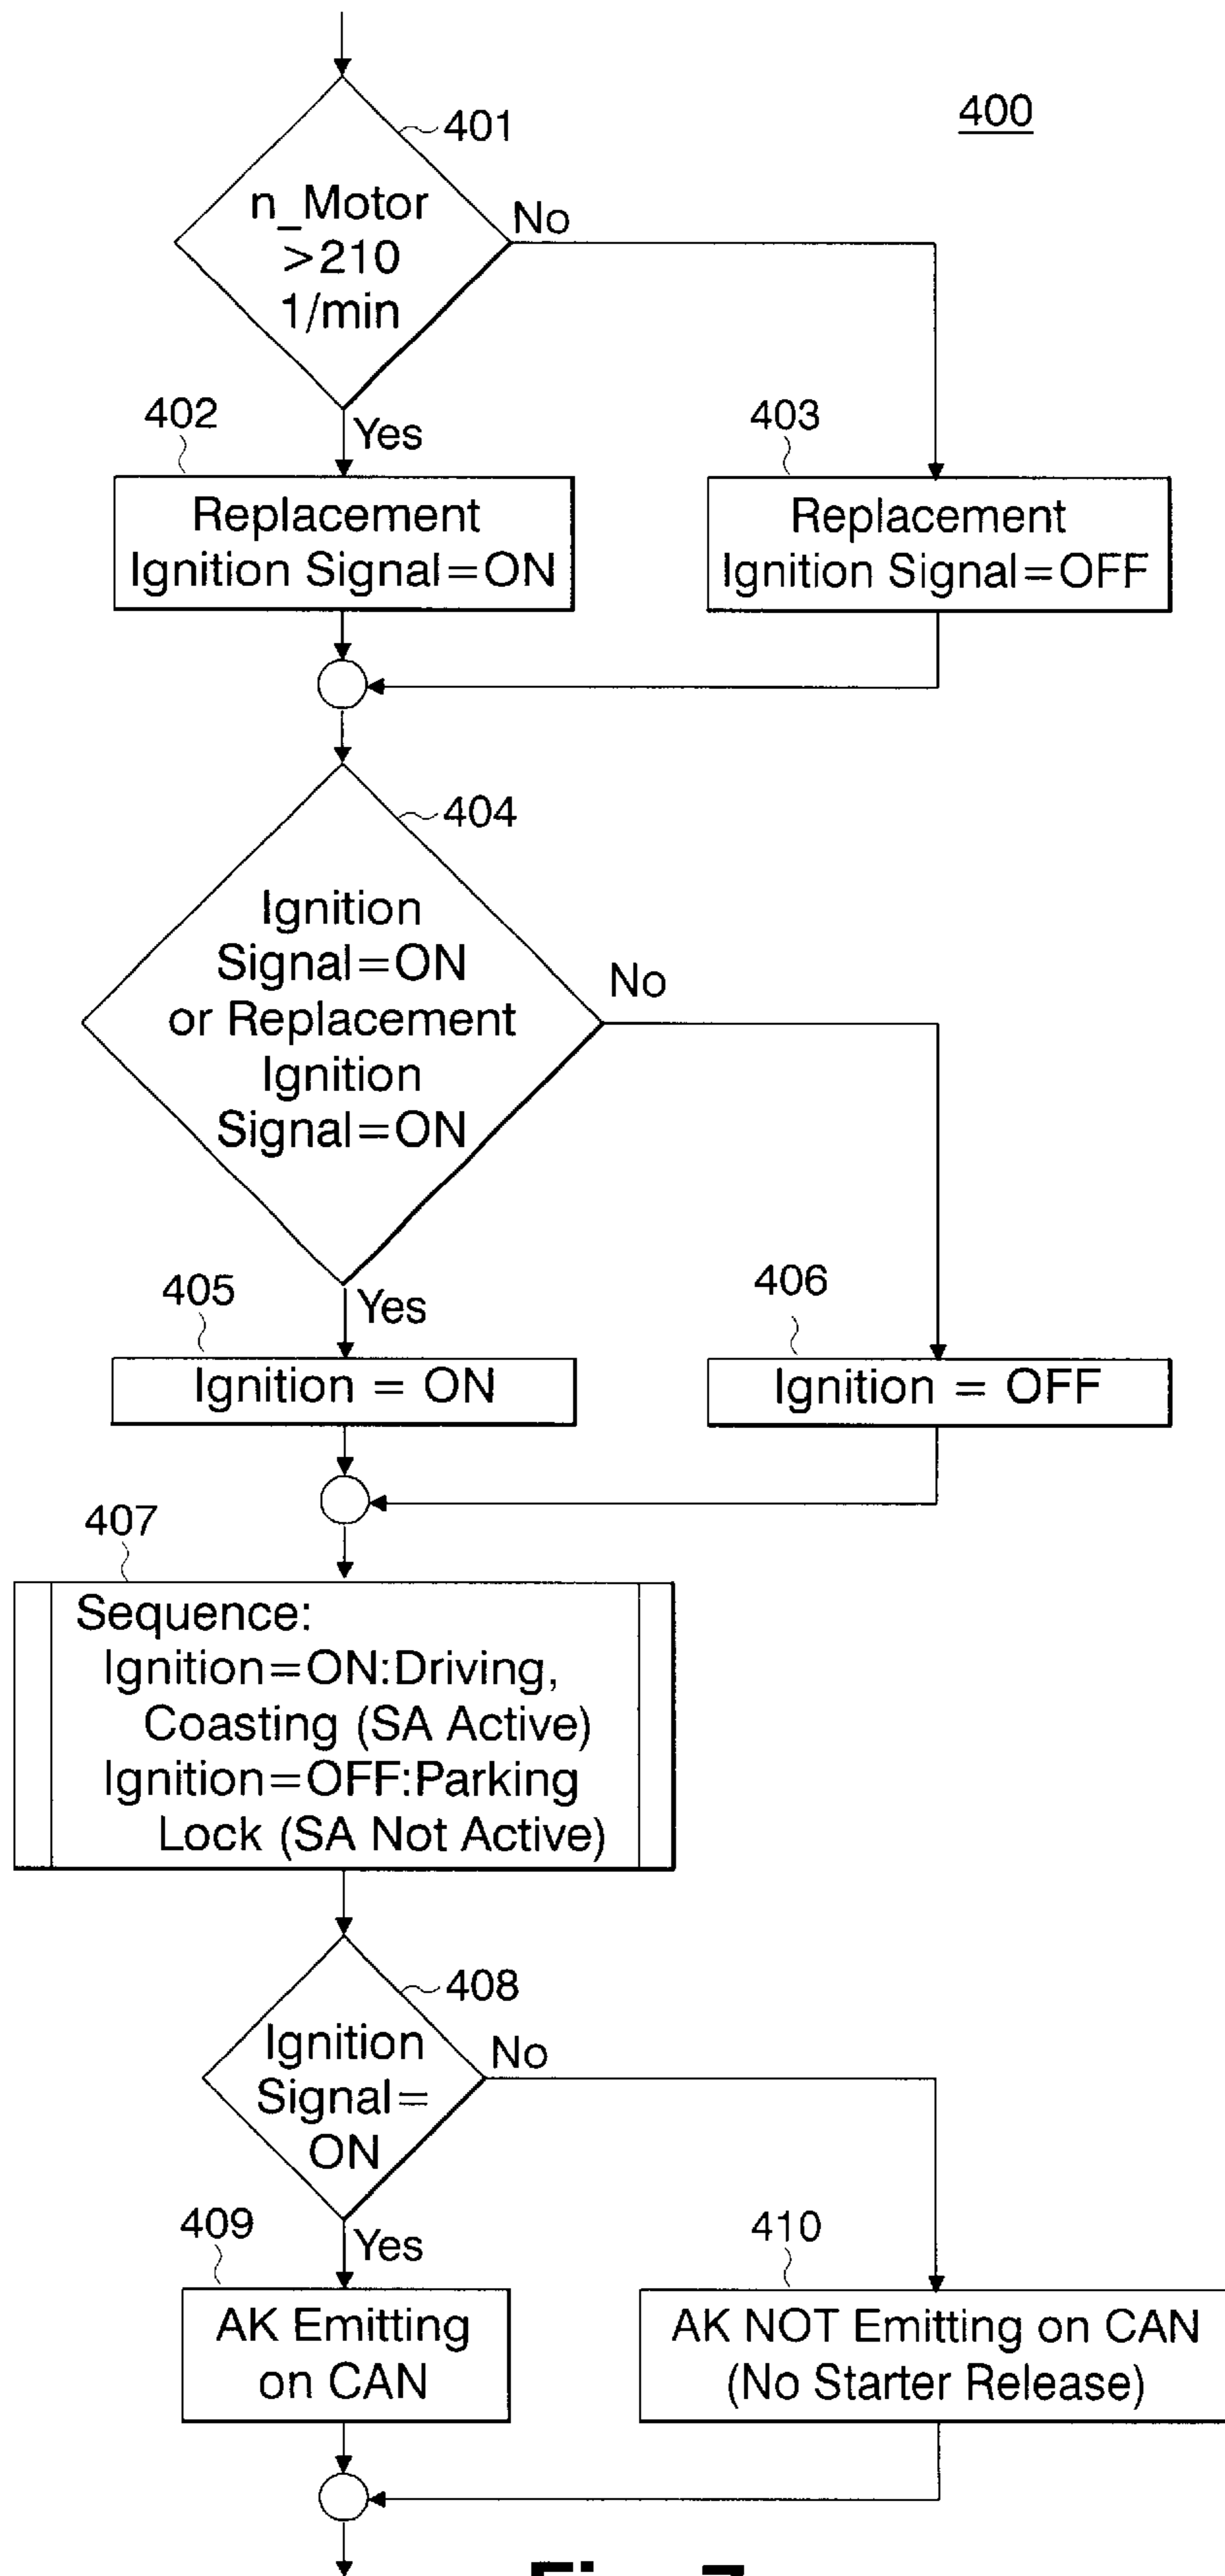 400
401
n_Motor
>210
1/min
No
Yes
402
Replacement
Ignition Signal=ON
403
Replacement
Ignition Signal=OFF
404
Ignition
Signal=ON
or Replacement
Ignition
Signal=ON
No
Yes
405
Ignition = ON
406
Ignition = OFF
407
Sequence:
Ignition=ON:Driving,
Coasting (SA Active)
Ignition=OFF:Parking
Lock (SA Not Active)
408
Ignition
Signal=
ON
No
Yes
409
AK Emitting
on CAN
410
AK NOT Emitting on CAN
(No Starter Release)